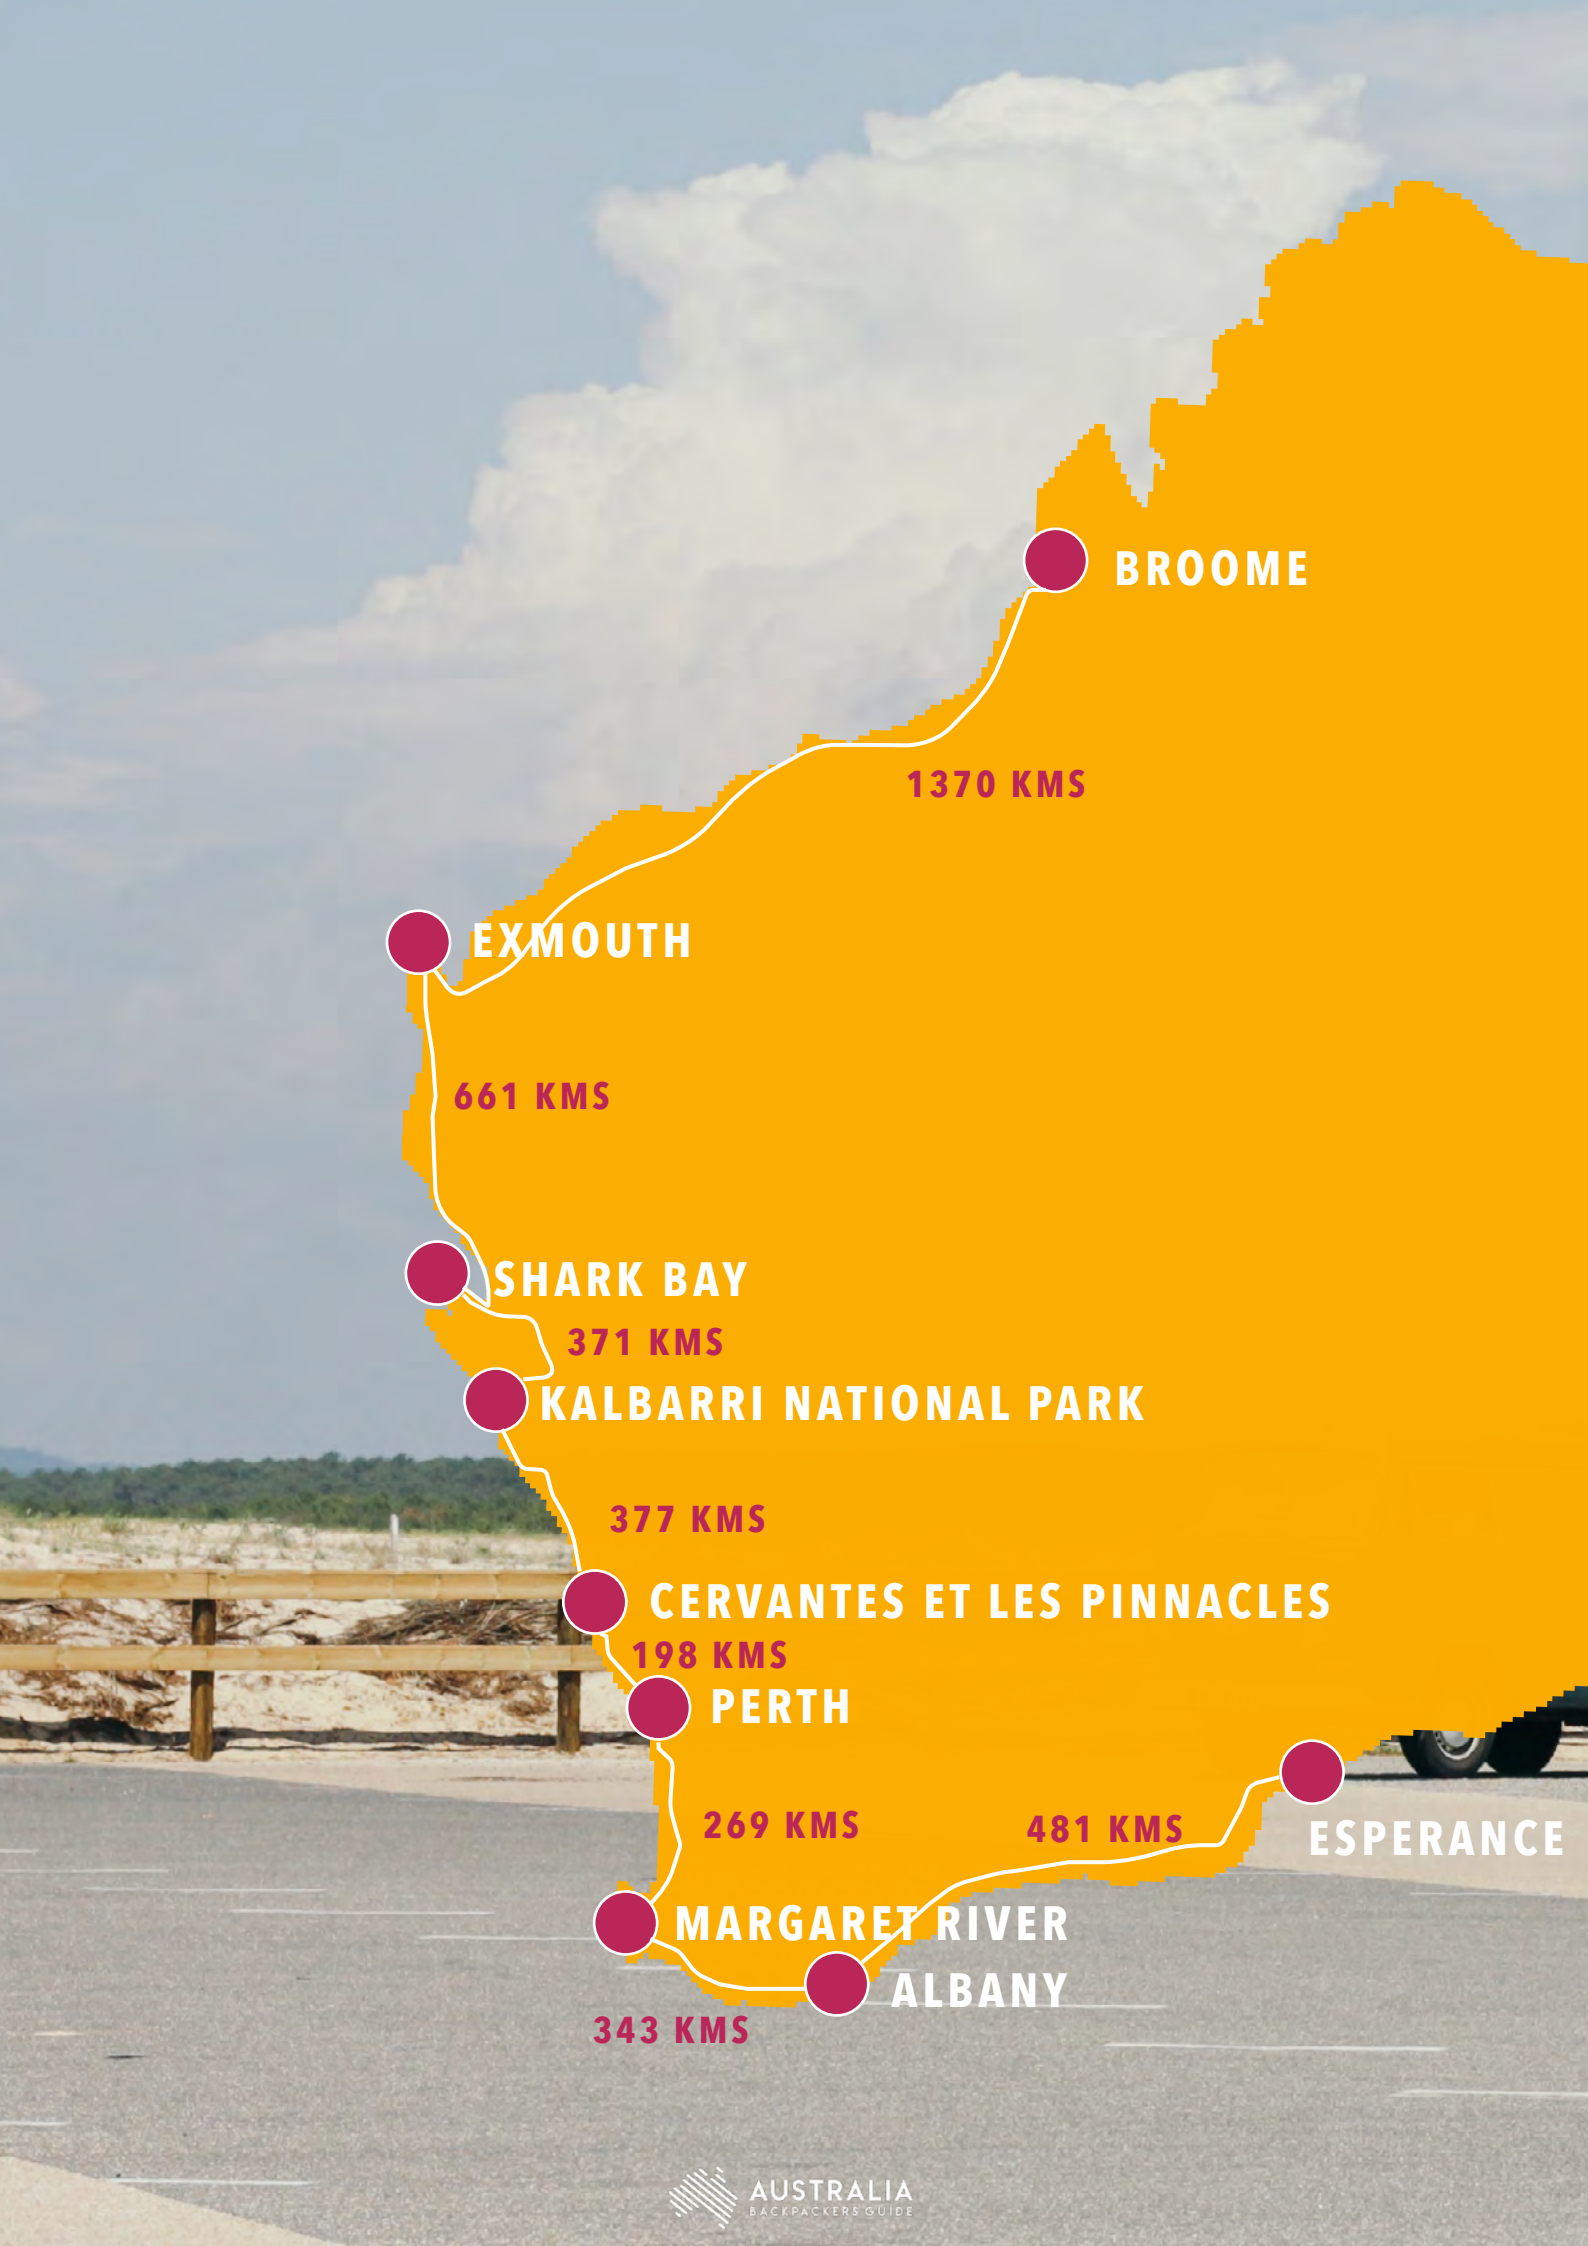 BROOME
1370 KMS
EXMOUTH
661 KMS
SHARK BAY
371 KMS
KALBARRI NATIONAL PARK
377 KMS
CERVANTES ET LES PINNACLES
198 KMS
PERTH
269 KMS
481 KMS
ESPERANCE
MARGARET RIVER
ALBANY
343 KMS
AUSTRALIA
BACKPACKERS GUIDE